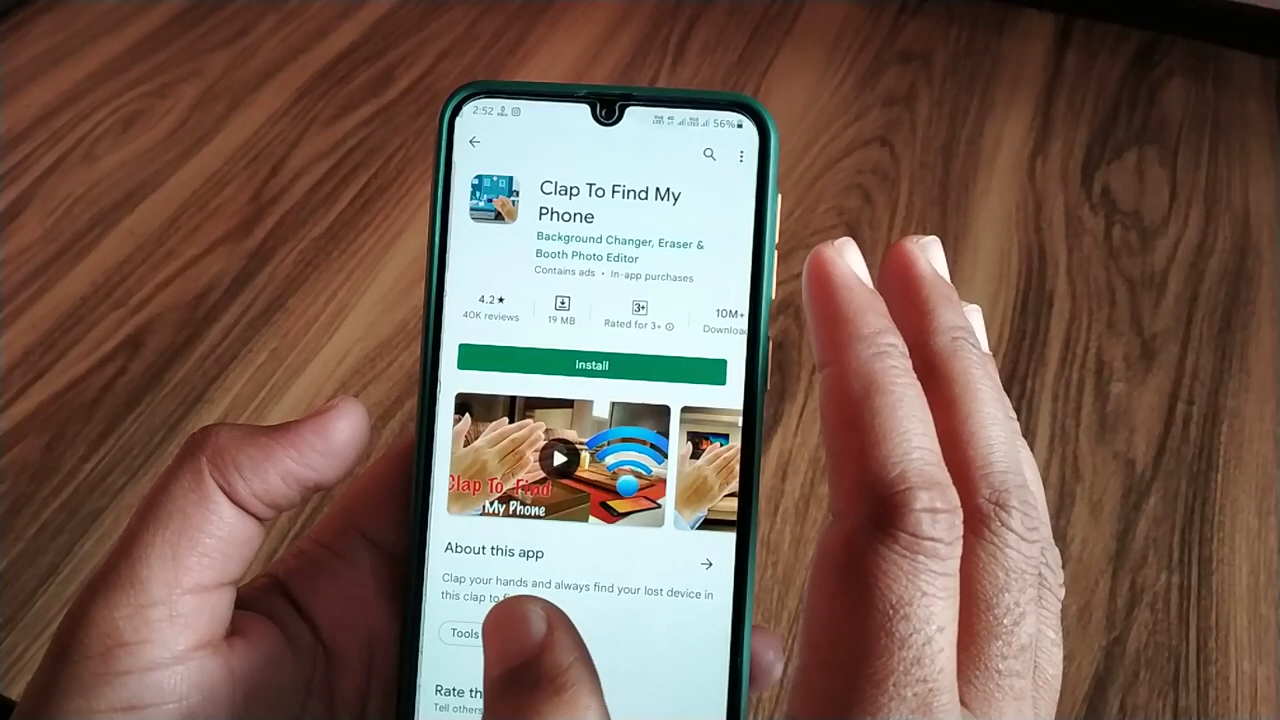 2:52
56%
Clap To Find My
Phone
Background Changer, Eraser &
Booth Photo Editor
Contains ads • In-app purchases
4.2★
40K reviews
19 MB
3+
Rated for 3+
10M+
Install
Clap To Find
My Phone
About this app
Clap your hands and always find your lost device in
this clap to
Tools
Rate
Tell others